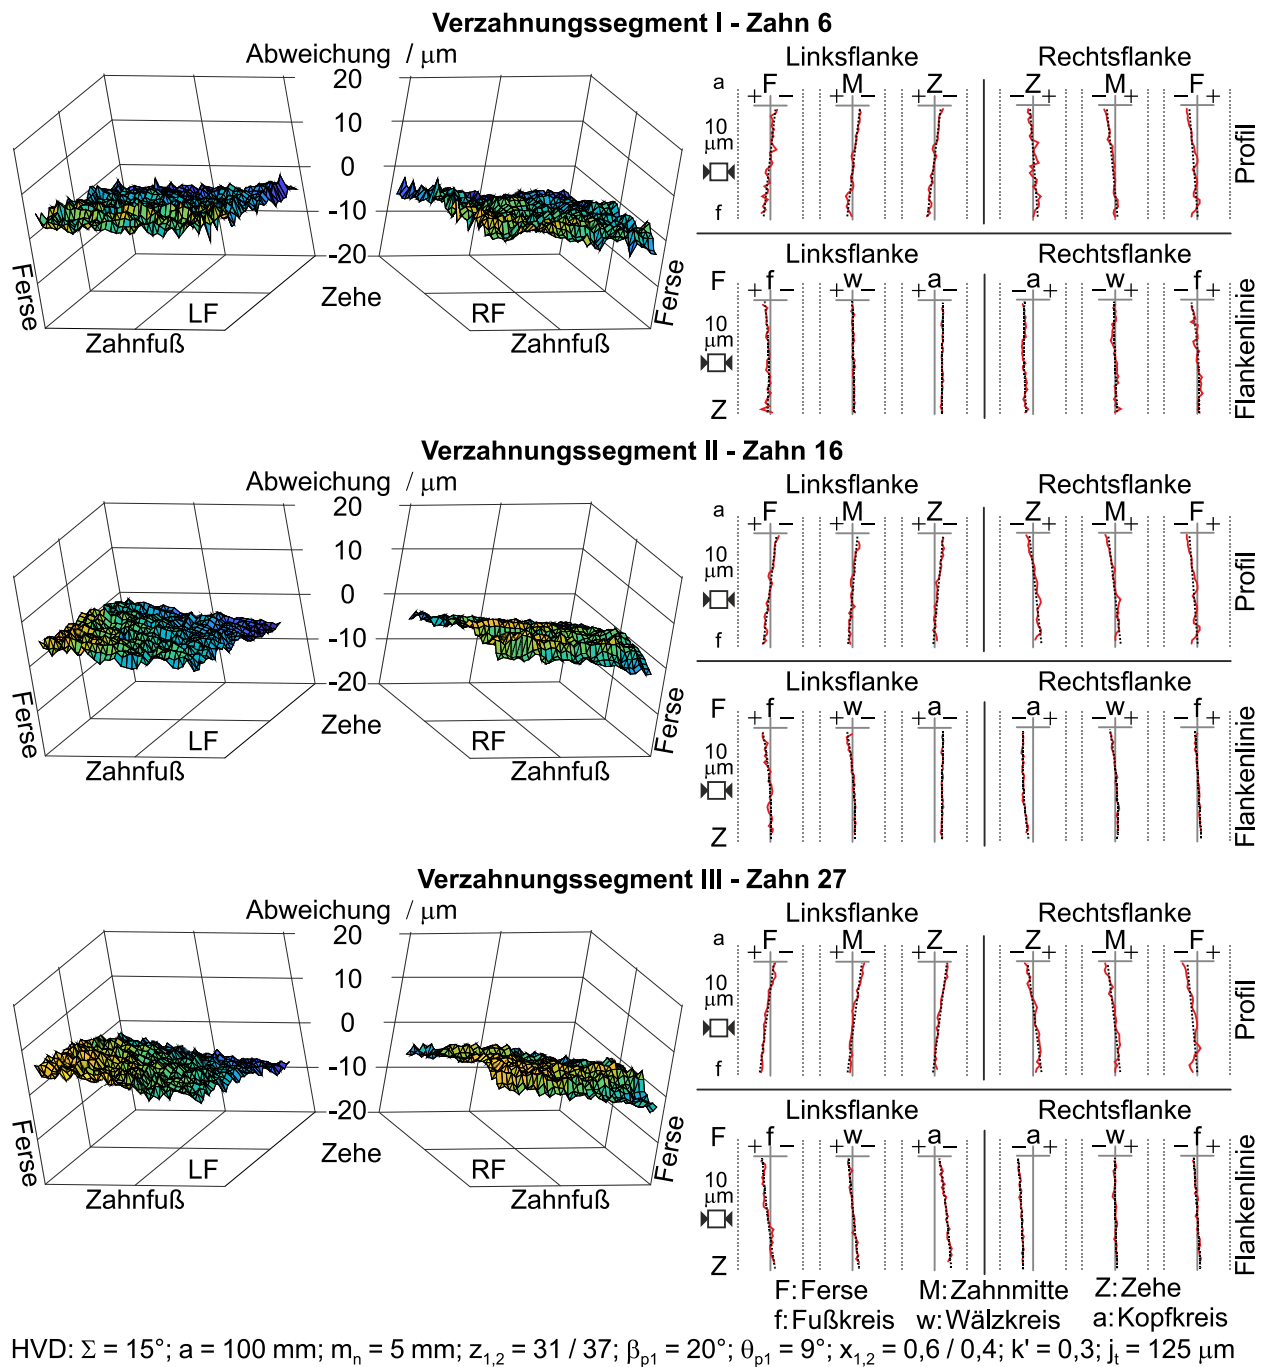 Verzahnungssegment I - Zahn 6
Abweichung / μm
20
10
0
-10
-20
Ferse
LF
Zahnfuß
Zehe
RF
Zahnfuß
Ferse
Linksflanke Rechtsflanke
a +F− +M− +Z− −Z+ −M+ −F+
10 μm
f
Profil
Linksflanke Rechtsflanke
F +f− +w− +a− −a+ −w+ −f+
10 μm
Z
Flankenlinie
Verzahnungssegment II - Zahn 16
Abweichung / μm
20
10
0
-10
-20
Ferse
LF
Zahnfuß
Zehe
RF
Zahnfuß
Ferse
Linksflanke Rechtsflanke
a +F− +M− +Z− −Z+ −M+ −F+
10 μm
f
Profil
Linksflanke Rechtsflanke
F +f− +w− +a− −a+ −w+ −f+
10 μm
Z
Flankenlinie
Verzahnungssegment III - Zahn 27
Abweichung / μm
20
10
0
-10
-20
Ferse
LF
Zahnfuß
Zehe
RF
Zahnfuß
Ferse
Linksflanke Rechtsflanke
a +F− +M− +Z− −Z+ −M+ −F+
10 μm
f
Profil
Linksflanke Rechtsflanke
F +f− +w− +a− −a+ −w+ −f+
10 μm
Z
Flankenlinie
F: Ferse M: Zahnmitte Z: Zehe
f: Fußkreis w: Wälzkreis a: Kopfkreis
HVD: Σ = 15°; a = 100 mm; mₙ = 5 mm; z₁,₂ = 31 / 37; βp1 = 20°; θp1 = 9°; x₁,₂ = 0,6 / 0,4; k' = 0,3; jₜ = 125 μm